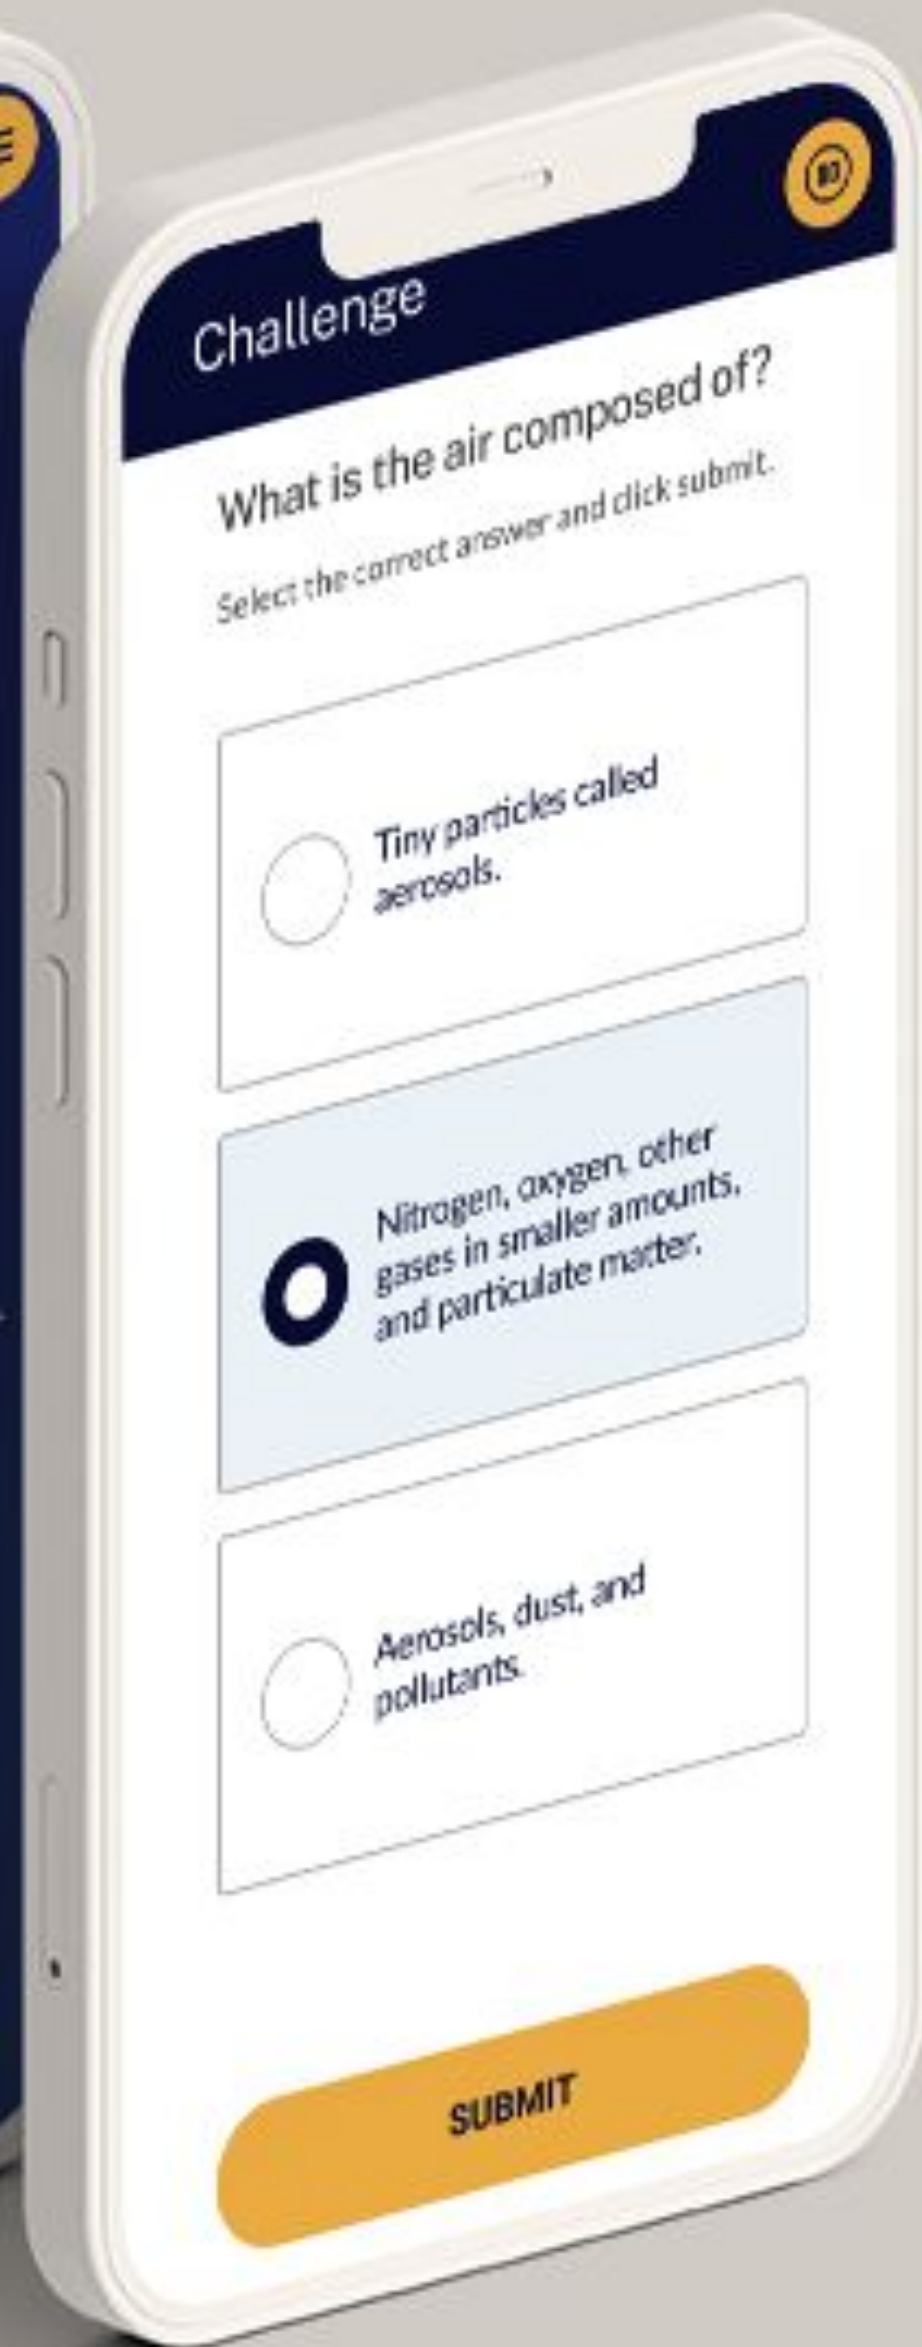 Challenge
What is the air composed of?
Select the correct answer and click submit.
Tiny particles called
aerosols.
Nitrogen, oxygen, other
gases in smaller amounts,
and particulate matter.
Aerosols, dust, and
pollutants.
SUBMIT